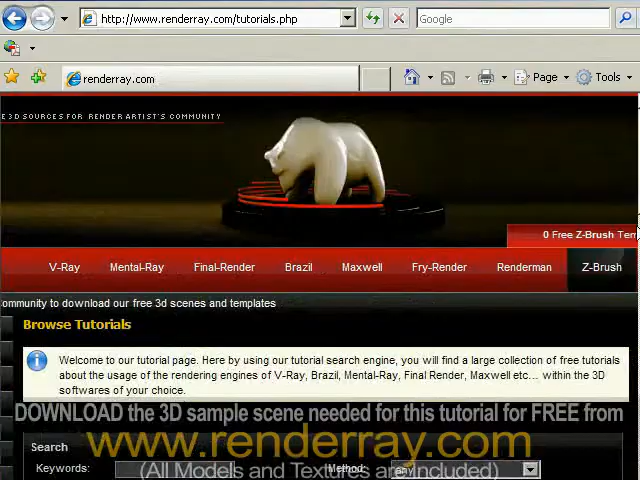 http://www.renderray.com/tutorials.php
Google
Page
Tools
renderray.com
E 3D SOURCES FOR RENDER ARTIST'S COMMUNITY
0 Free Z-Brush Tem
V-Ray Mental-Ray Final-Render Brazil Maxwell Fry-Render Renderman Z-Brush
ommunity to download our free 3d scenes and templates
Browse Tutorials
Welcome to our tutorial page. Here by using our tutorial search engine, you will find a large collection of free tutorials
about the usage of the rendering engines of V-Ray, Brazil, Mental-Ray, Final Render, Maxwell etc... within the 3D
softwares of your choice.
DOWNLOAD the 3D sample scene needed for this tutorial for FREE from
Search
www.renderray.com
Keywords: Method: any
(All Models and Textures are included)